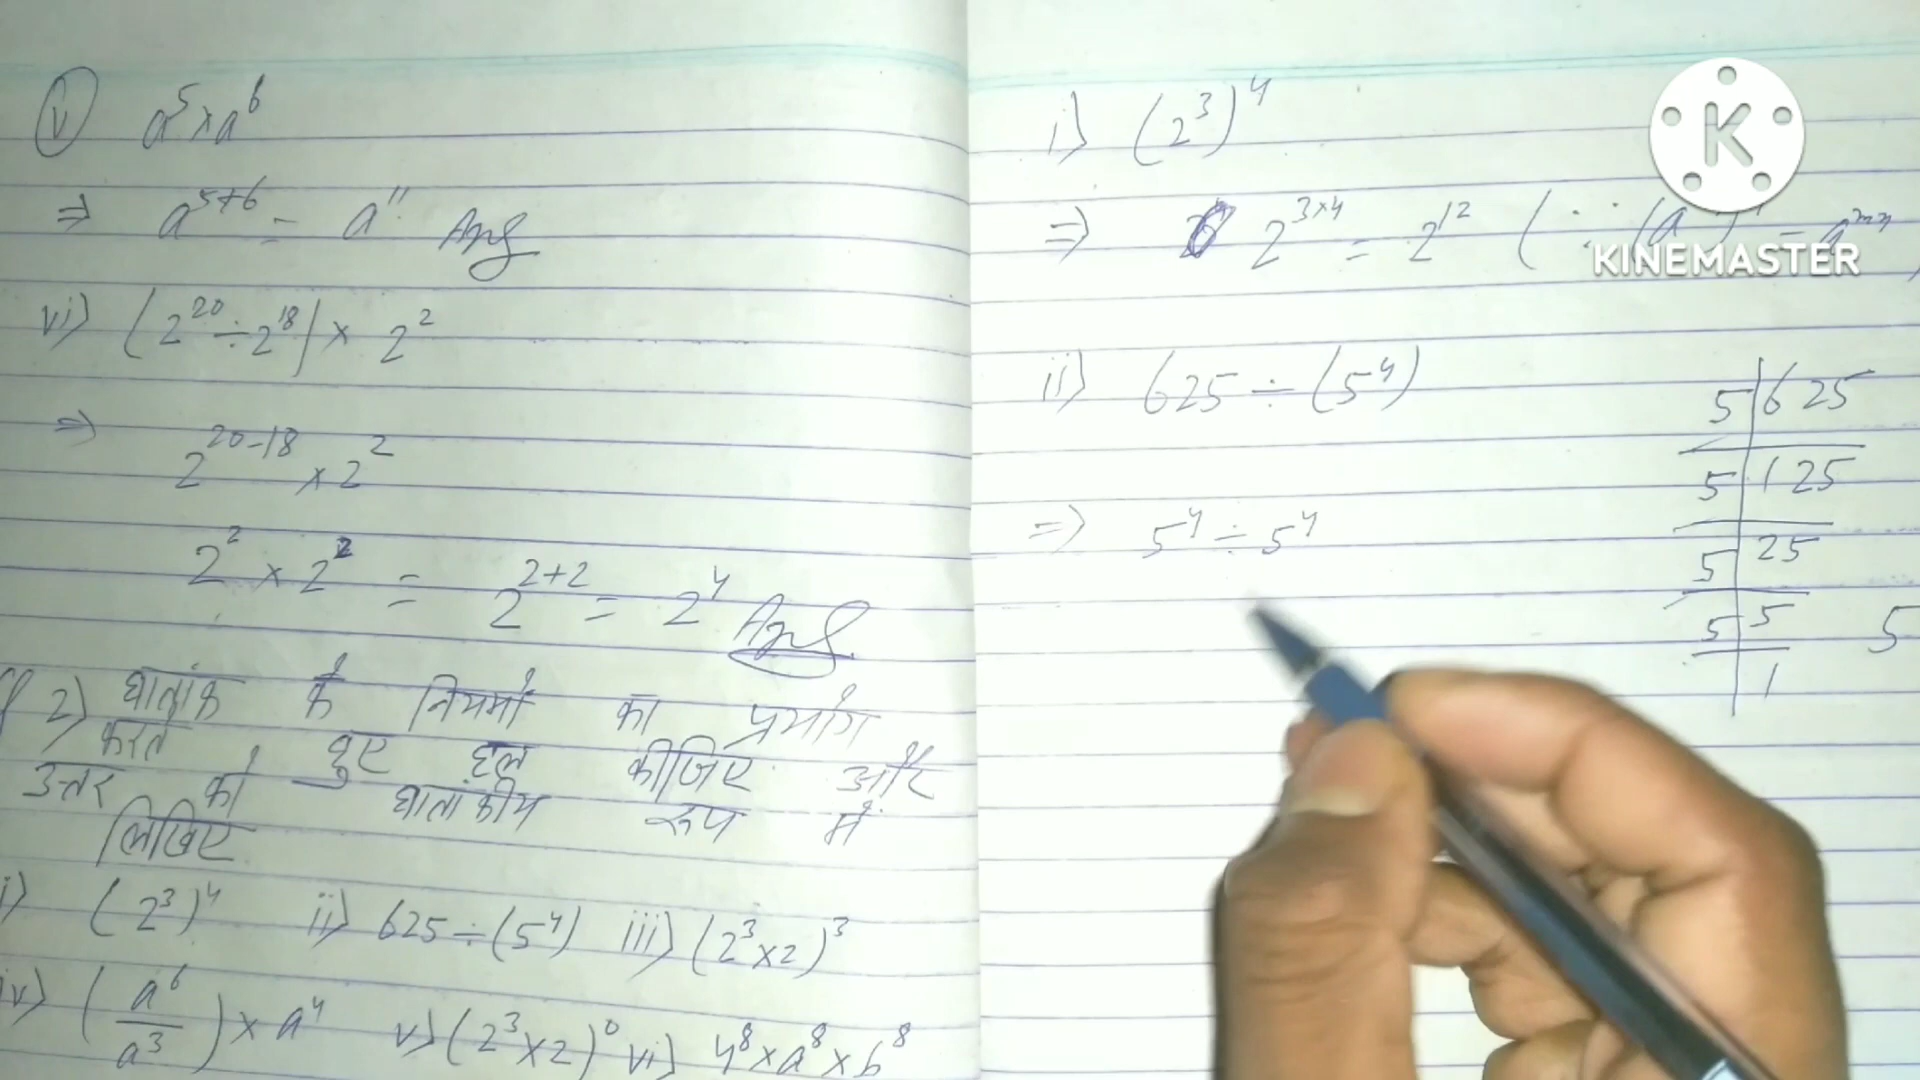 v a⁵×a⁶
⇒ a⁵⁺⁶ = a¹¹ Ans
vi) (2²⁰÷2¹⁸)× 2²
⇒ 2²⁰⁻¹⁸×2²
2²×2² = 2²⁺² = 2⁴ Ans
2) घातांक के नियमों का प्रयोग
करते हुए हल कीजिए और
उत्तर को घातांकीय रूप में
लिखिए
i) (2³)⁴ ii) 625÷(5⁴) iii) (2³×2)³
iv) (a⁶/a³)×a⁴ v) (2³×2)⁰ vi) 4⁸×a⁸×b⁸
i) (2³)⁴
⇒ 2³ˣ⁴ = 2¹²
ii) 625÷(5⁴)
⇒ 5⁴÷5⁴
5|625
5|125
5|25
5|5
|1
5
K
KINEMASTER